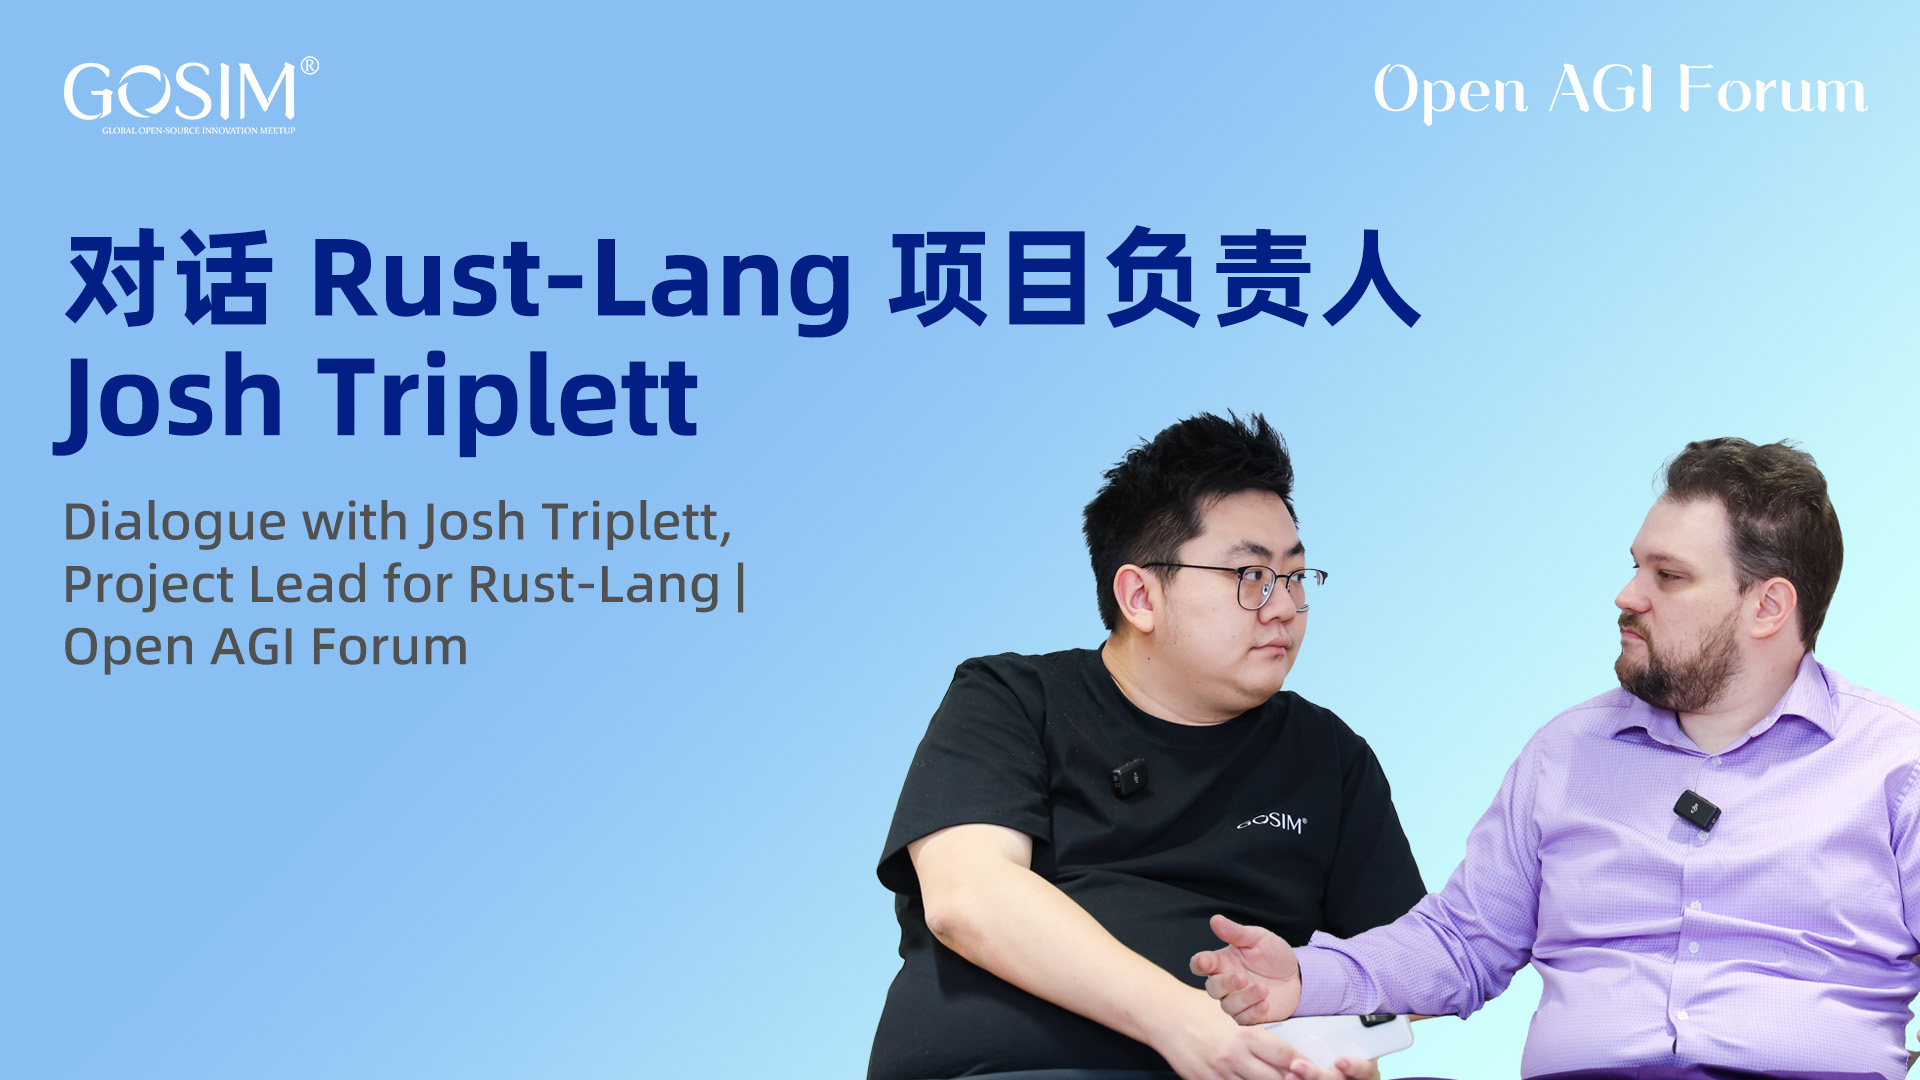 GOSIM®
GLOBAL OPEN-SOURCE INNOVATION MEETUP
Open AGI Forum
对话 Rust-Lang 项目负责人
Josh Triplett
Dialogue with Josh Triplett,
Project Lead for Rust-Lang |
Open AGI Forum
GOSIM®